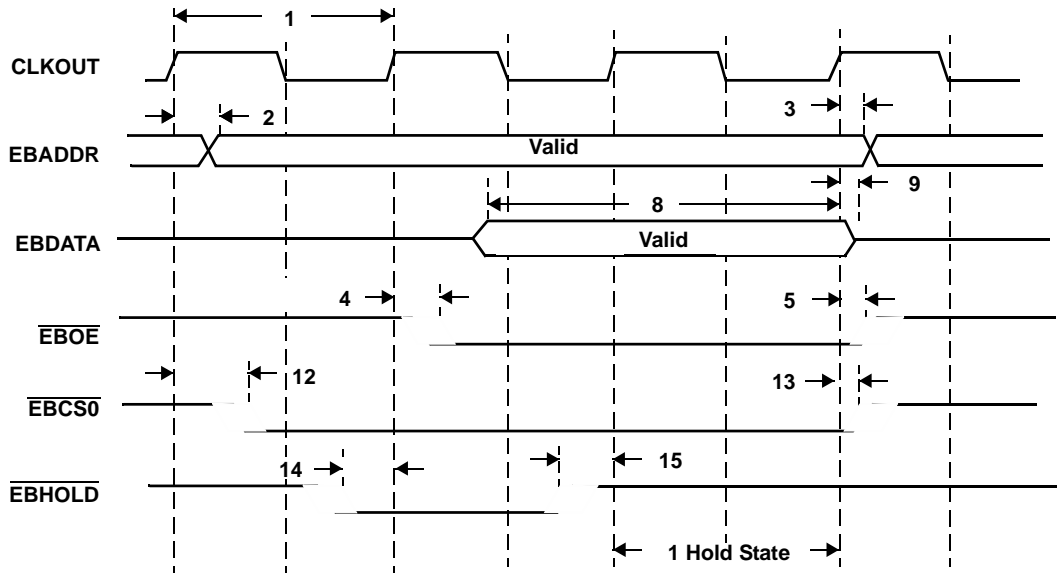 1
CLKOUT
2
3
EBADDR
Valid
9
8
EBDATA
Valid
4
5
EBOE
12
13
EBCS0
14
15
EBHOLD
1 Hold State